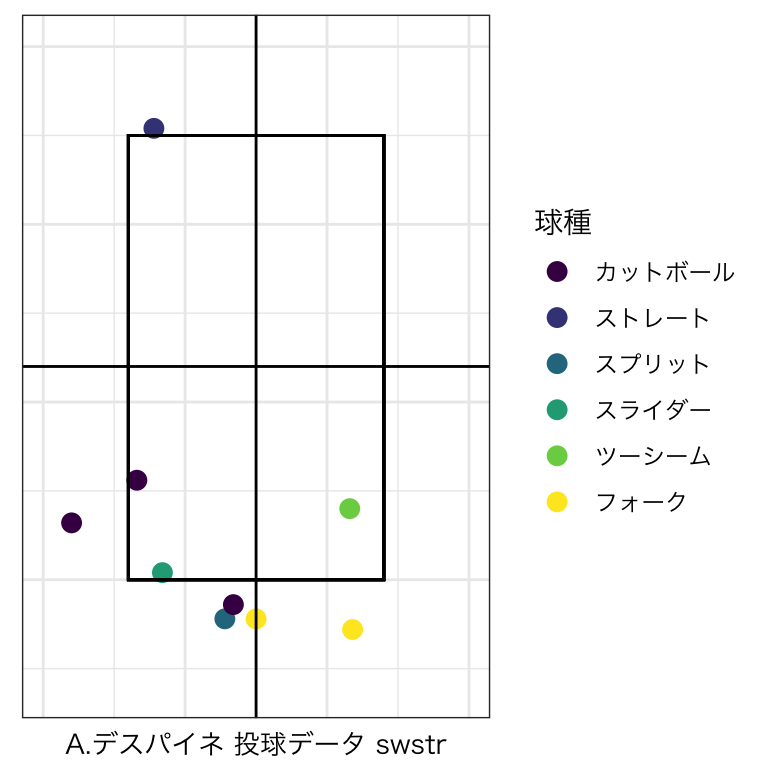 球種
カットボール
ストレート
スプリット
スライダー
ツーシーム
フォーク
A.デスパイネ 投球データ swstr